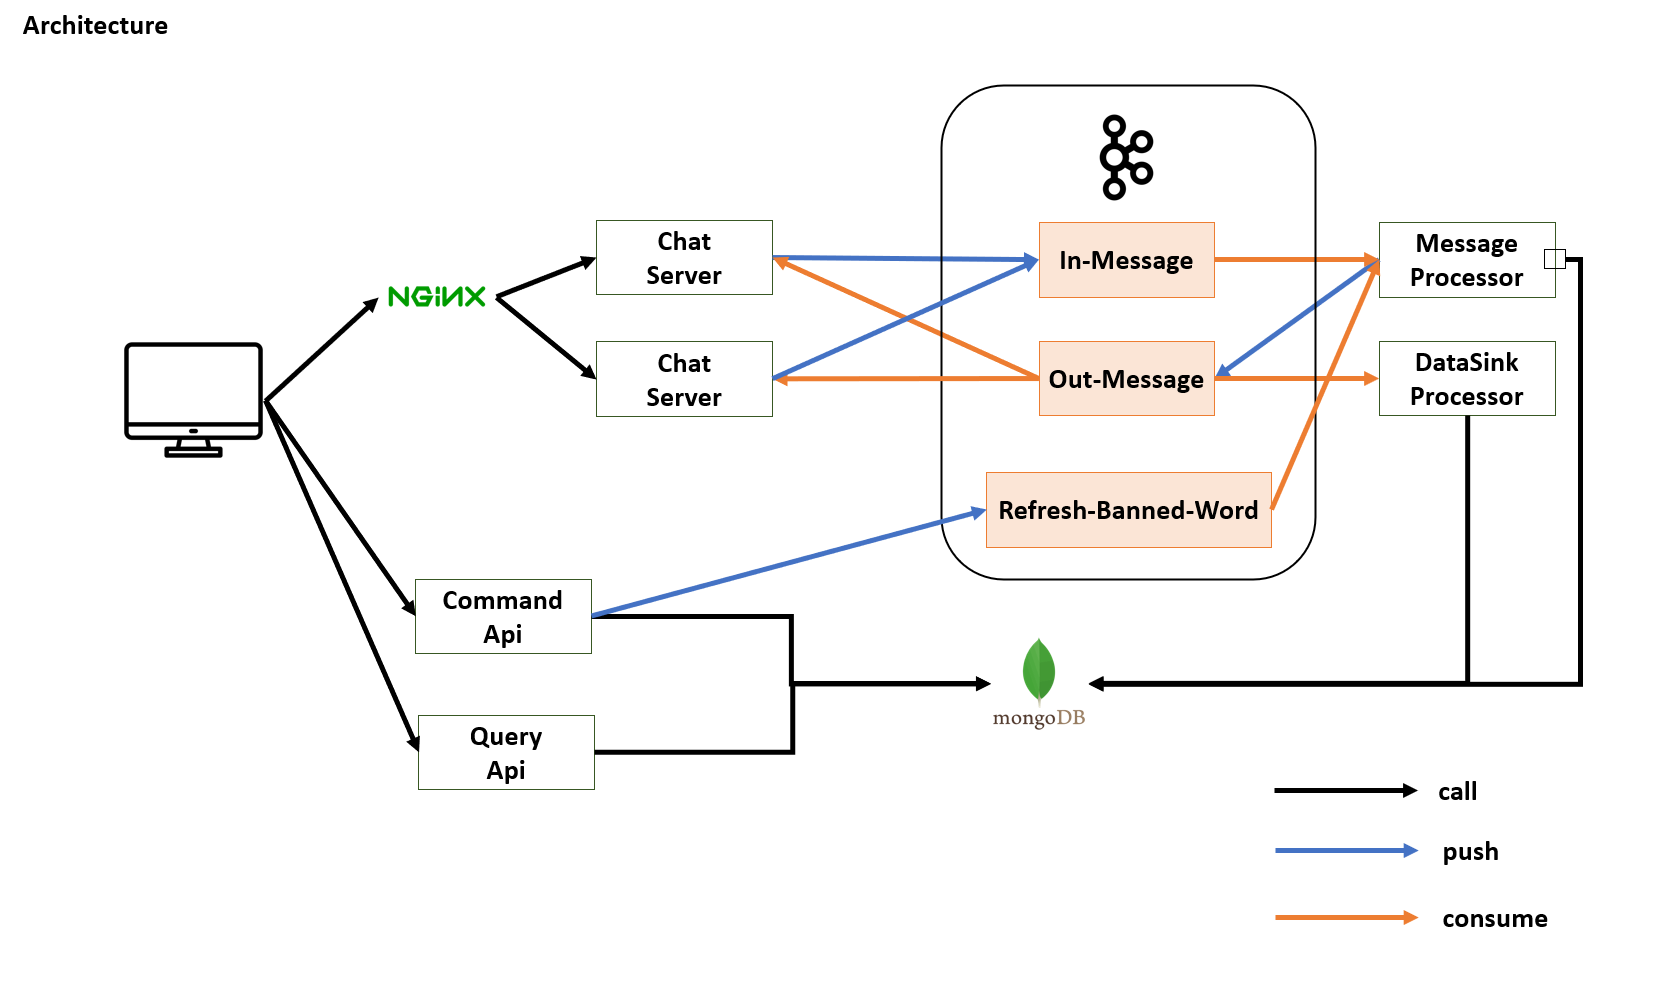 Architecture
NGINX
Chat
Server
Chat
Server
In-Message
Out-Message
Refresh-Banned-Word
Message
Processor
DataSink
Processor
Command
Api
Query
Api
mongoDB
call
push
consume